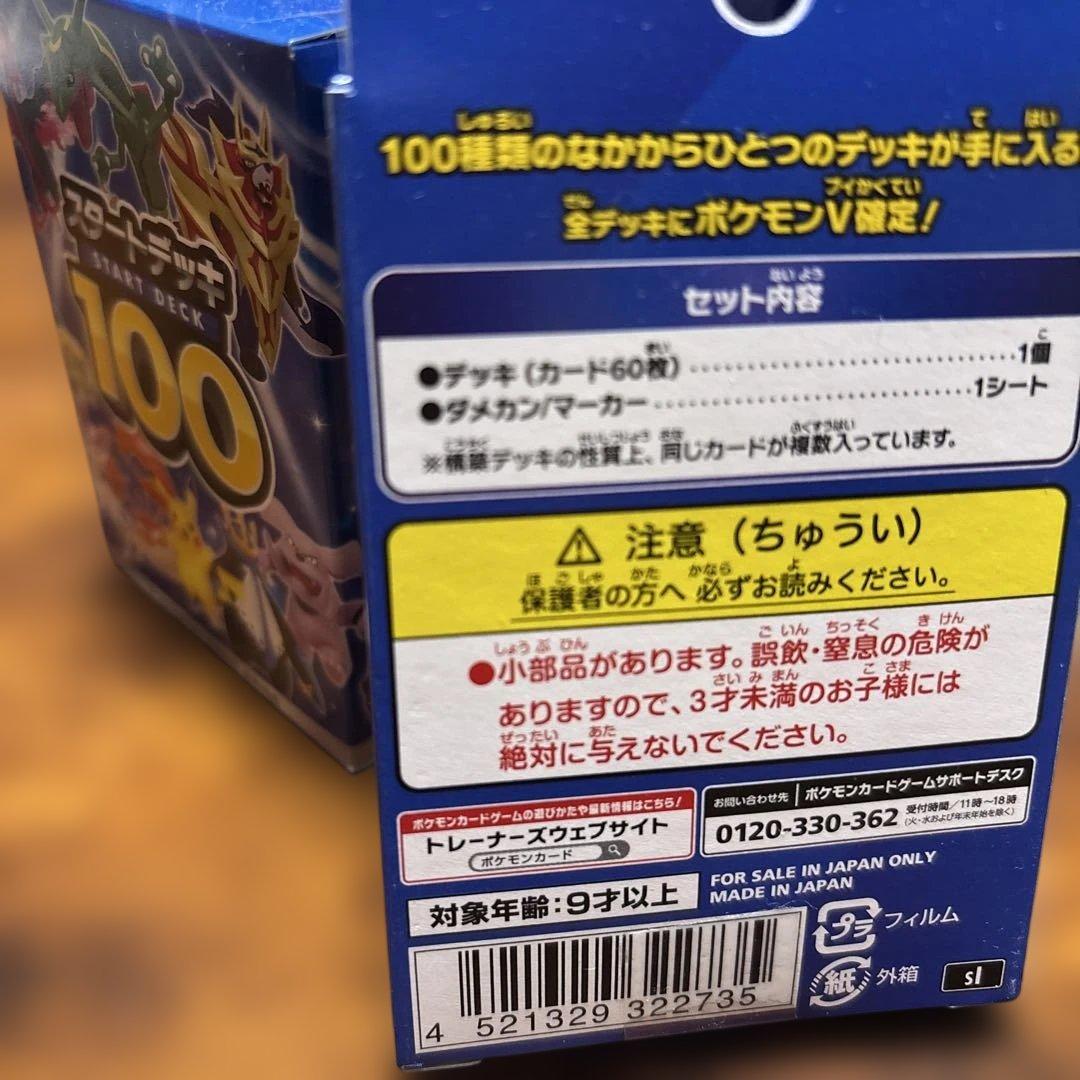 スタートデッキ
START DECK
100
100種類のなかからひとつのデッキが手に入る
全デッキにポケモンV確定!
セット内容
●デッキ(カード60枚) 1個
●ダメカン/マーカー 1シート
※構築デッキの性質上、同じカードが複数入っています。
⚠ 注意(ちゅうい)
保護者の方へ 必ずお読みください。
●小部品があります。誤飲・窒息の危険が
ありますので、3才未満のお子様には
絶対に与えないでください。
ポケモンカードゲームの遊びかたや最新情報はこちら!
トレーナーズウェブサイト
ポケモンカード
お問い合わせ先 ポケモンカードゲームサポートデスク
0120-330-362 受付時間/11時~18時
(火・水および年末年始を除く)
対象年齢:9才以上
FOR SALE IN JAPAN ONLY
MADE IN JAPAN
プラ フィルム
紙 外箱
sI
4 521329 322735